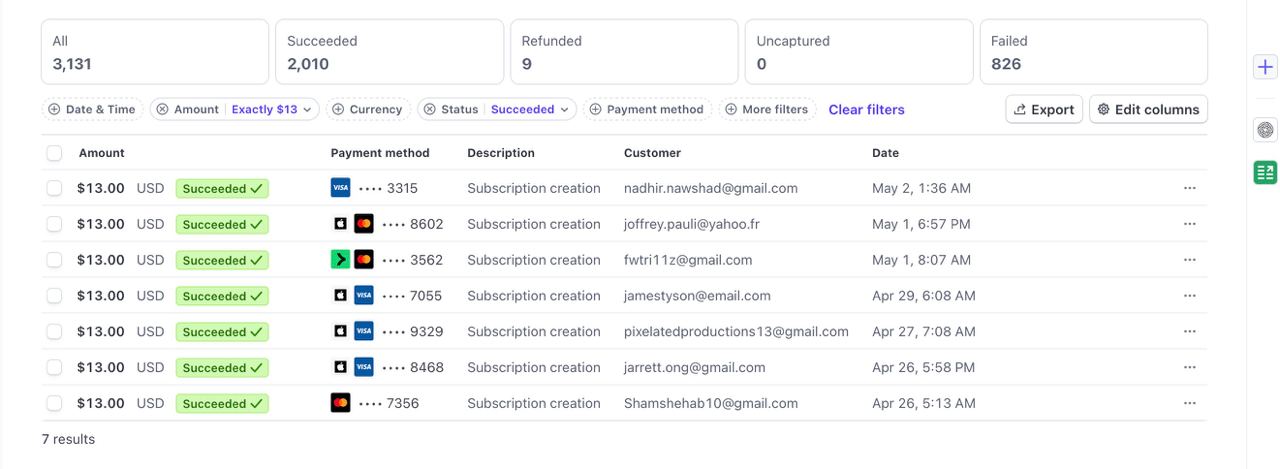 All Succeeded Refunded Uncaptured Failed
3,131 2,010 9 0 826
Date & Time Amount Exactly $13 Currency Status Succeeded Payment method More filters Clear filters Export Edit columns
Amount Payment method Description Customer Date
$13.00 USD Succeeded VISA •••• 3315 Subscription creation nadhir.nawshad@gmail.com May 2, 1:36 AM
$13.00 USD Succeeded •••• 8602 Subscription creation joffrey.pauli@yahoo.fr May 1, 6:57 PM
$13.00 USD Succeeded •••• 3562 Subscription creation fwtri11z@gmail.com May 1, 8:07 AM
$13.00 USD Succeeded VISA •••• 7055 Subscription creation jamestyson@email.com Apr 29, 6:08 AM
$13.00 USD Succeeded VISA •••• 9329 Subscription creation pixelatedproductions13@gmail.com Apr 27, 7:08 AM
$13.00 USD Succeeded VISA •••• 8468 Subscription creation jarrett.ong@gmail.com Apr 26, 5:58 PM
$13.00 USD Succeeded •••• 7356 Subscription creation Shamshehab10@gmail.com Apr 26, 5:13 AM
7 results